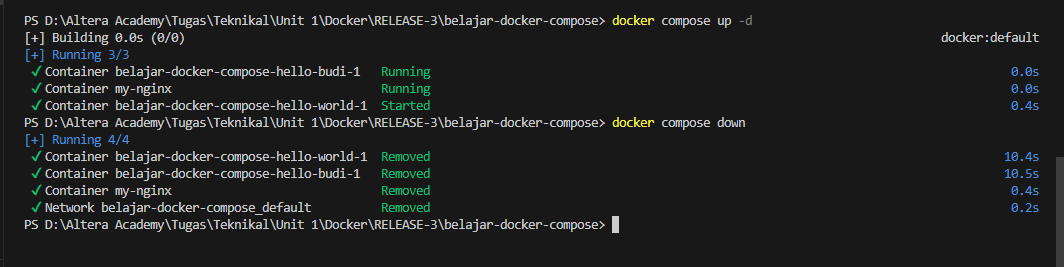 PS D:\Altera Academy\Tugas\Teknikal\Unit 1\Docker\RELEASE-3\belajar-docker-compose> docker compose up -d
[+] Building 0.0s (0/0) docker:default
[+] Running 3/3
✔ Container belajar-docker-compose-hello-budi-1 Running 0.0s
✔ Container my-nginx Running 0.0s
✔ Container belajar-docker-compose-hello-world-1 Started 0.4s
PS D:\Altera Academy\Tugas\Teknikal\Unit 1\Docker\RELEASE-3\belajar-docker-compose> docker compose down
[+] Running 4/4
✔ Container belajar-docker-compose-hello-world-1 Removed 10.4s
✔ Container belajar-docker-compose-hello-budi-1 Removed 10.5s
✔ Container my-nginx Removed 0.4s
✔ Network belajar-docker-compose_default Removed 0.2s
PS D:\Altera Academy\Tugas\Teknikal\Unit 1\Docker\RELEASE-3\belajar-docker-compose>